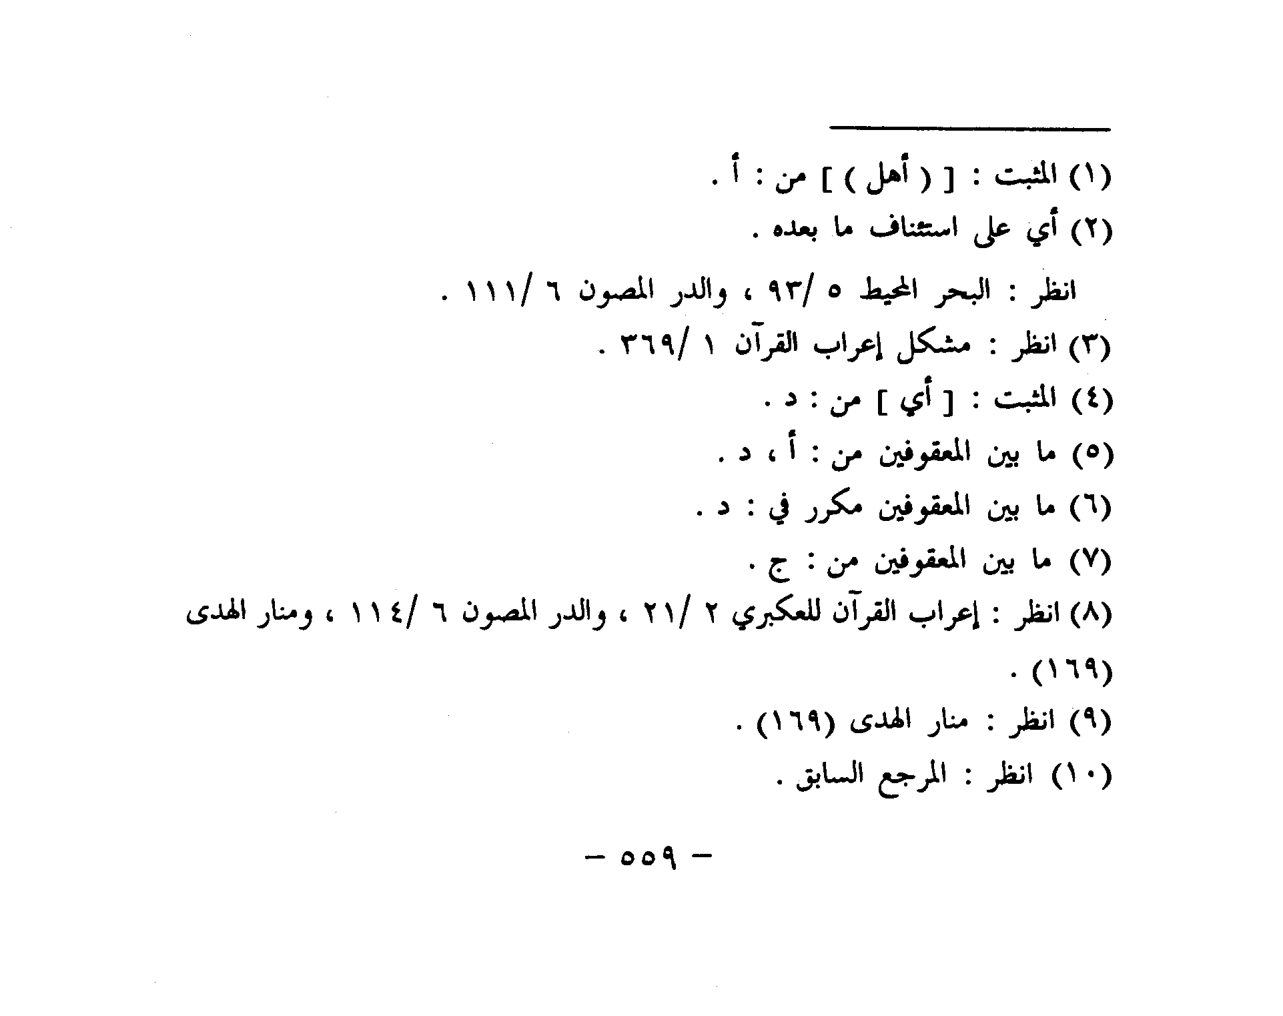 (١) المثبت : [ ( أهل ) ] من : أ .
(٢) أي على استئناف ما بعده .
انظر : البحر المحيط ٥ /٩٣ ، والدر المصون ٦ /١١١ .
(٣) انظر : مشكل إعراب القرآن ١ /٣٦٩ .
(٤) المثبت : [ أي ] من : د .
(٥) ما بين المعقوفين من : أ ، د .
(٦) ما بين المعقوفين مكرر في : د .
(٧) ما بين المعقوفين من : ج .
(٨) انظر : إعراب القرآن للعكبري ٢ /٢١ ، والدر المصون ٦ /١١٤ ، ومنار الهدى
(١٦٩) .
(٩) انظر : منار الهدى (١٦٩) .
(١٠) انظر : المرجع السابق .
– ٥٥٩ –